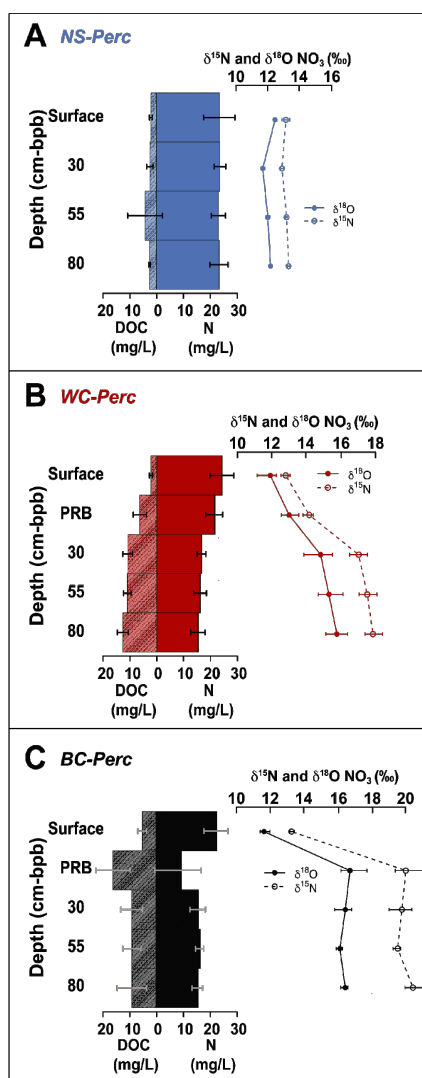 A NS-Perc
δ15N and δ18O NO3 (‰)
10 12 14 16
Depth (cm-bpb)
Surface
30
55
80
δ18O
δ15N
20 10 0 10 20 30
DOC N
(mg/L) (mg/L)
B WC-Perc
δ15N and δ18O NO3 (‰)
10 12 14 16 18
Depth (cm-bpb)
Surface
PRB
30
55
80
δ18O
δ15N
20 10 0 10 20 30
DOC N
(mg/L) (mg/L)
C BC-Perc
δ15N and δ18O NO3 (‰)
10 12 14 16 18 20
Depth (cm-bpb)
Surface
PRB
30
55
80
δ18O
δ15N
20 10 0 10 20 30
DOC N
(mg/L) (mg/L)